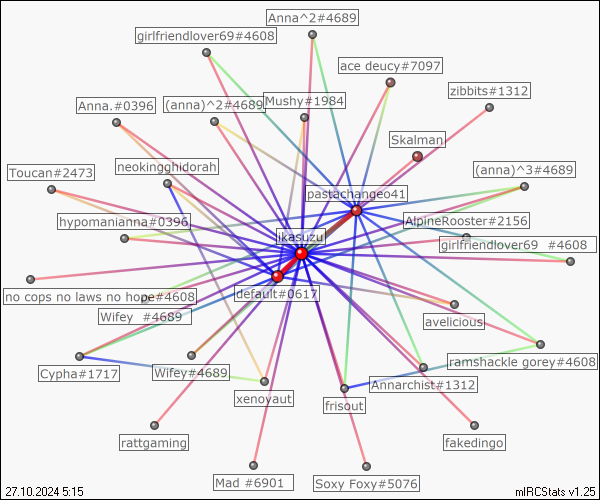 Anna^2#4689
girlfriendlover69#4608
ace deucy#7097
zibbits#1312
Anna.#0396
(anna)^2#4689
Mushy#1984
Skalman
Toucan#2473
neokingghidorah
(anna)^3#4689
pastachangeo41
hyponanianna#0396
AlpineRooster#2156
ikasuzu
girlfriendlover69 #4608
no cops no laws no hope#4608
default#0617
Wifey #4689
avelicious
Cypha#1717
Wifey#4689
ramshackle gorey#4608
Annarchist#1312
xenoyaut
frisout
rattgaming
fakedingo
Mad #6901
Soxy Foxy#5076
27.10.2024 5:15
mIRCStats v1.25